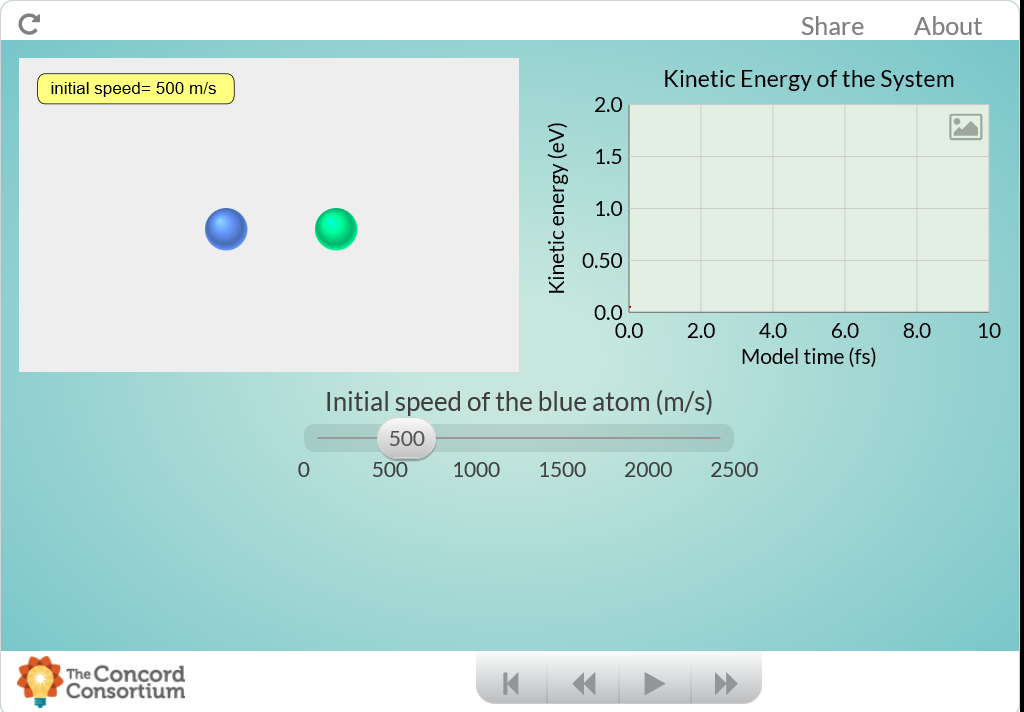 Share About
initial speed= 500 m/s
Kinetic Energy of the System
2.0
1.5
1.0
0.50
0.0
Kinetic energy (eV)
0.0 2.0 4.0 6.0 8.0 10
Model time (fs)
Initial speed of the blue atom (m/s)
500
0 500 1000 1500 2000 2500
The Concord
Consortium